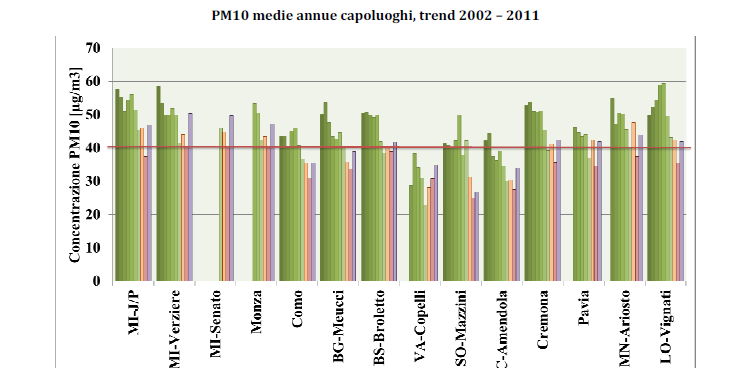 PM10 medie annue capoluoghi, trend 2002 – 2011
Concentrazione PM10 [µg/m3]
70
60
50
40
30
20
10
0
MI-J/P
MI-Verziere
MI-Senato
Monza
Como
BG-Meucci
BS-Broletto
VA-Copelli
SO-Mazzini
C-Amendola
Cremona
Pavia
MN-Ariosto
LO-Vignati